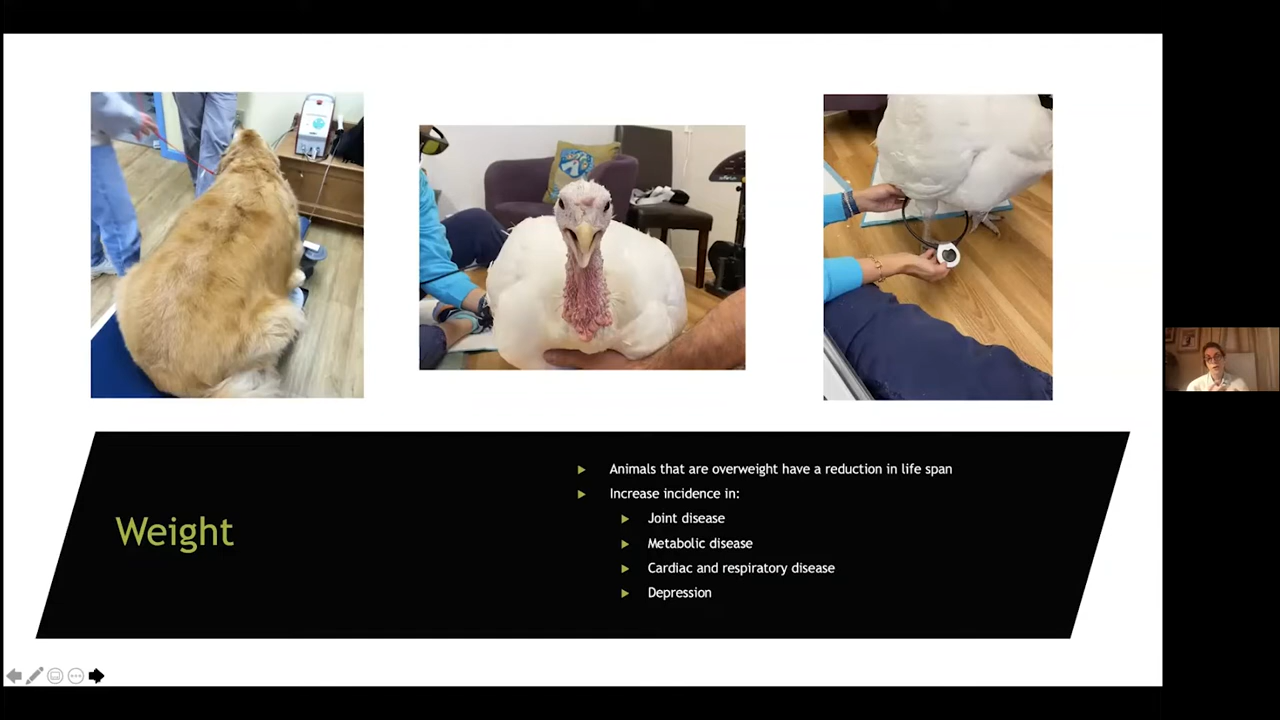 Weight
Animals that are overweight have a reduction in life span
Increase incidence in:
Joint disease
Metabolic disease
Cardiac and respiratory disease
Depression